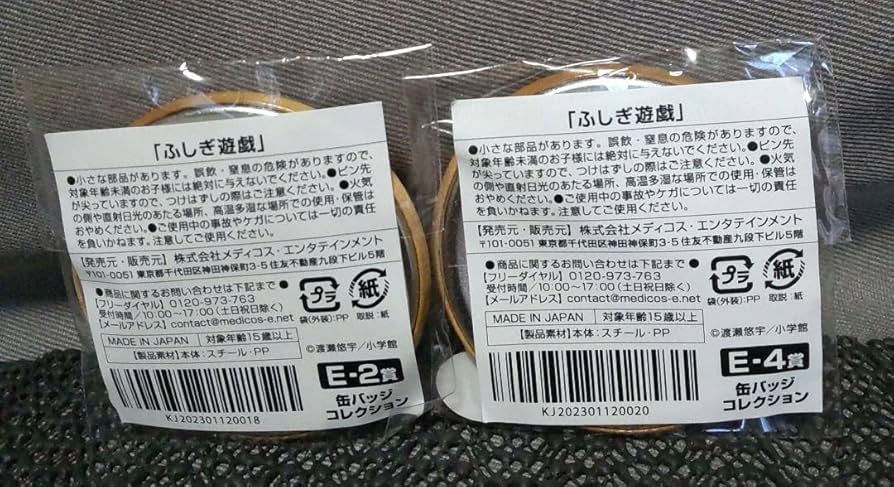 「ふしぎ遊戯」
●小さな部品があります。誤飲・窒息の危険がありますので、
対象年齢未満のお子様には絶対に与えないでください。●ピン先
が尖っていますので、つけはずしの際はご注意ください。●火気
の側や直射日光のあたる場所、高温多湿な場所での使用・保管は
おやめください。●ご使用中の事故やケガについては一切の責任
を負いかねます。注意してご使用ください。
【発売元・販売元】株式会社メディコス・エンタテインメント
〒101-0051 東京都千代田区神田神保町3-5 住友不動産九段下ビル5階
●商品に関するお問い合わせは下記まで●
【フリーダイヤル】0120-973-763
受付時間/10:00〜17:00(土日祝日除く)
【メールアドレス】contact@medicos-e.net
プラ
袋(外装):PP
紙
取説:紙
MADE IN JAPAN
対象年齢15歳以上
【製品素材】本体:スチール・PP
©渡瀬悠宇/小学館
KJ202301120018
E-2賞
缶バッジ
コレクション
「ふしぎ遊戯」
●小さな部品があります。誤飲・窒息の危険がありますので、
対象年齢未満のお子様には絶対に与えないでください。●ピン先
が尖っていますので、つけはずしの際はご注意ください。●火気
の側や直射日光のあたる場所、高温多湿な場所での使用・保管は
おやめください。●ご使用中の事故やケガについては一切の責任
を負いかねます。注意してご使用ください。
【発売元・販売元】株式会社メディコス・エンタテインメント
〒101-0051 東京都千代田区神田神保町3-5 住友不動産九段下ビル5階
●商品に関するお問い合わせは下記まで●
【フリーダイヤル】0120-973-763
受付時間/10:00〜17:00(土日祝日除く)
【メールアドレス】contact@medicos-e.net
プラ
袋(外装):PP
紙
取説:紙
MADE IN JAPAN
対象年齢15歳以上
【製品素材】本体:スチール・PP
©渡瀬悠宇/小学館
KJ202301120020
E-4賞
缶バッジ
コレクション